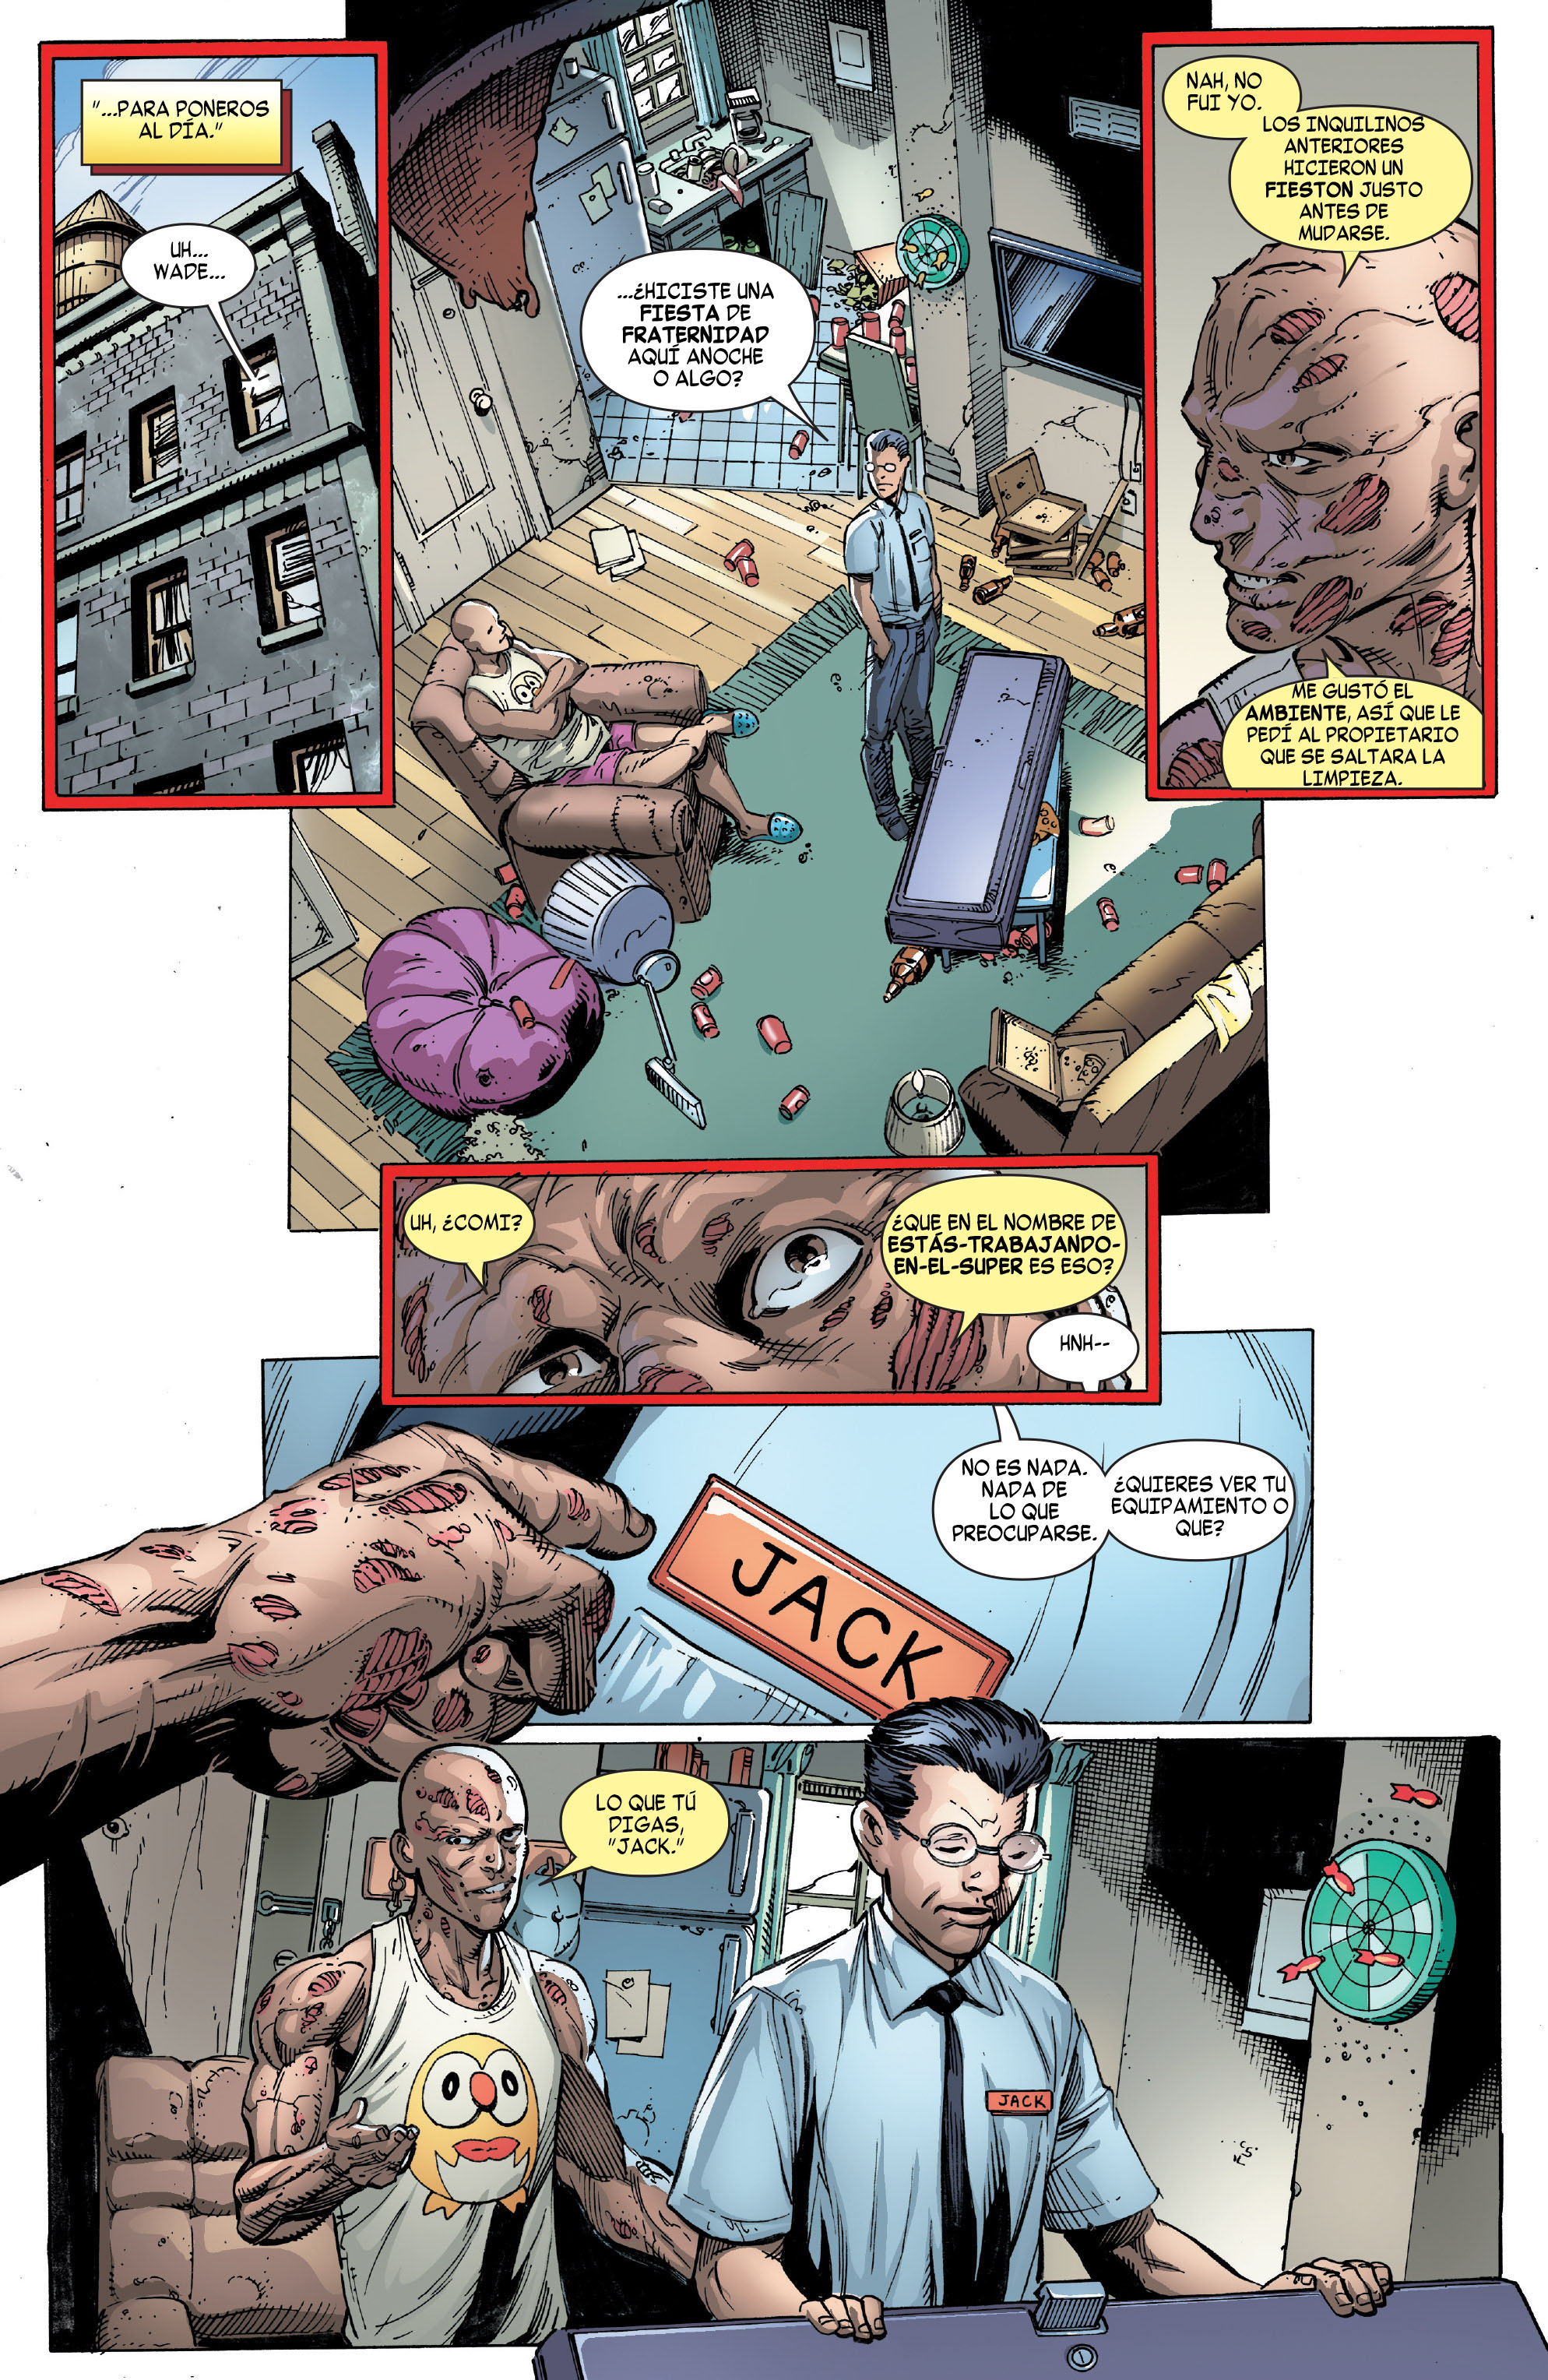 "...PARA PONEROS
AL DÍA."
UH...
WADE...
...¿HICISTE UNA
FIESTA DE
FRATERNIDAD
AQUÍ ANOCHE
O ALGO?
NAH, NO
FUI YO.
LOS INQUILINOS
ANTERIORES
HICIERON UN
FIESTON JUSTO
ANTES DE
MUDARSE.
ME GUSTÓ EL
AMBIENTE, ASÍ QUE LE
PEDÍ AL PROPIETARIO
QUE SE SALTARA LA
LIMPIEZA.
UH, ¿COMI?
¿QUE EN EL NOMBRE DE
ESTÁS-TRABAJANDO-
EN-EL-SUPER ES ESO?
HNH--
NO ES NADA.
NADA DE
LO QUE
PREOCUPARSE.
¿QUIERES VER TU
EQUIPAMIENTO O
QUE?
JACK
LO QUE TÚ
DIGAS,
"JACK."
JACK